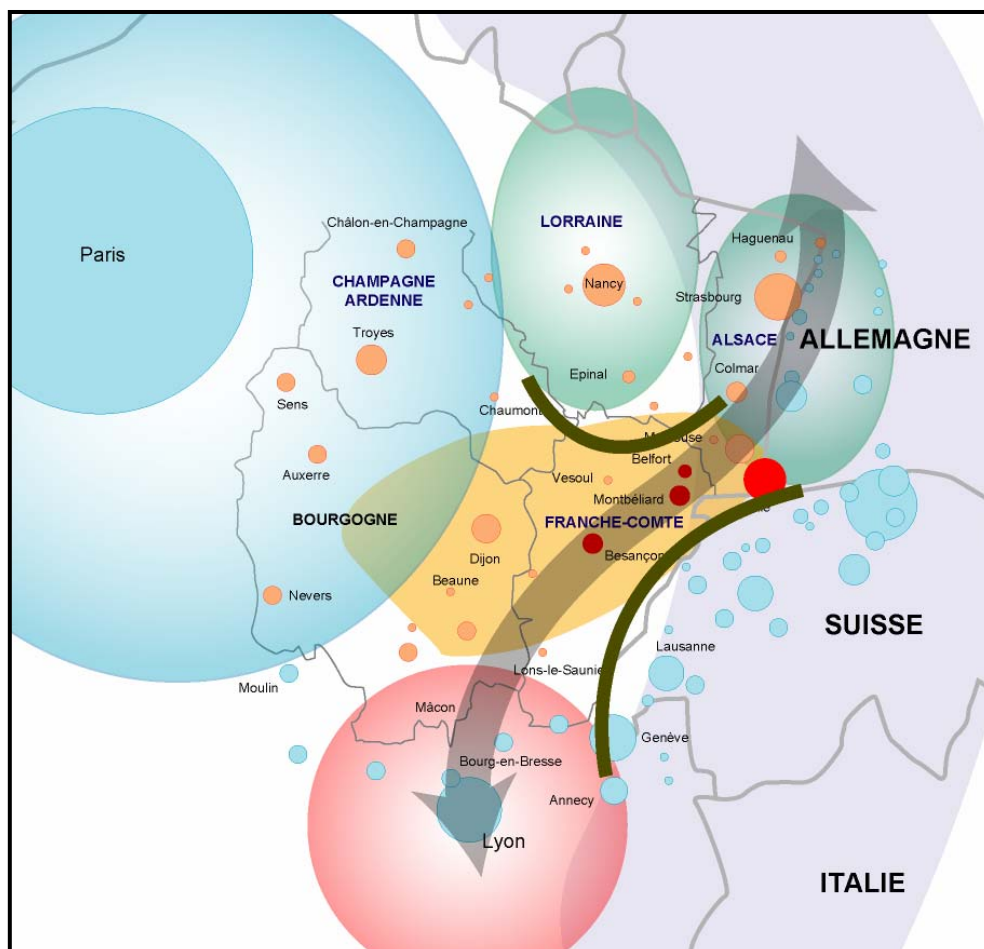 Châlon-en-Champagne
LORRAINE
Haguenau
Paris
CHAMPAGNE
ARDENNE
Nancy
Strasbourg
Troyes
ALSACE
ALLEMAGNE
Colmar
Epinal
Sens
Chaumont
Belfort
Auxerre
Vesoul
Montbéliard
BOURGOGNE
FRANCHE-COMTE
Dijon
Besançon
Beaune
Nevers
SUISSE
Lausanne
Lons-le-Saunie
Moulin
Mâcon
Genève
Bourg-en-Bresse
Annecy
Lyon
ITALIE